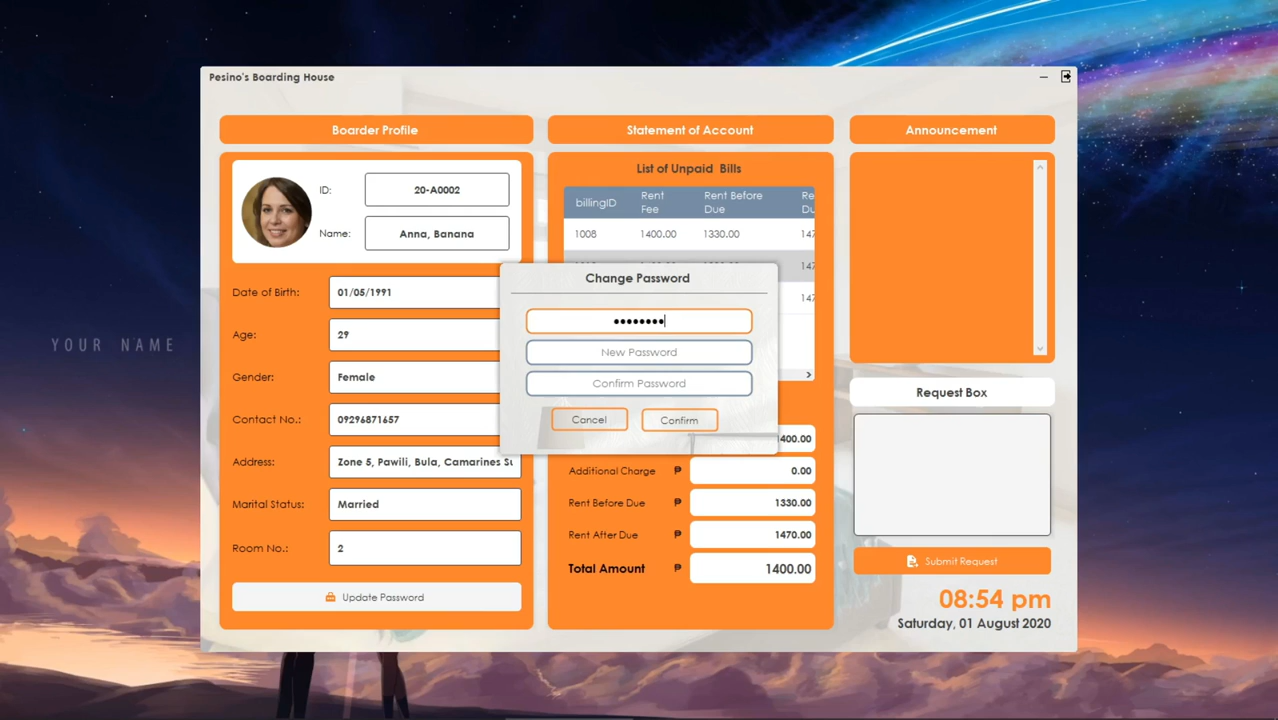 Pesino's Boarding House
Boarder Profile
ID:
20-A0002
Name:
Anna, Banana
Date of Birth:
01/05/1991
Age:
29
Gender:
Female
Contact No.:
09296871657
Address:
Zone 5, Pawili, Bula, Camarines
Marital Status:
Married
Room No.:
2
Update Password
Statement of Account
List of Unpaid Bills
billingID
Rent Fee
Rent Before Due
1008 1400.00 1330.00
Change Password
••••••••
New Password
Confirm Password
Cancel
Confirm
Additional Charge ₱ 0.00
Rent Before Due ₱ 1330.00
Rent After Due ₱ 1470.00
Total Amount ₱ 1400.00
Announcement
Request Box
Submit Request
08:54 pm
Saturday, 01 August 2020
YOUR NAME